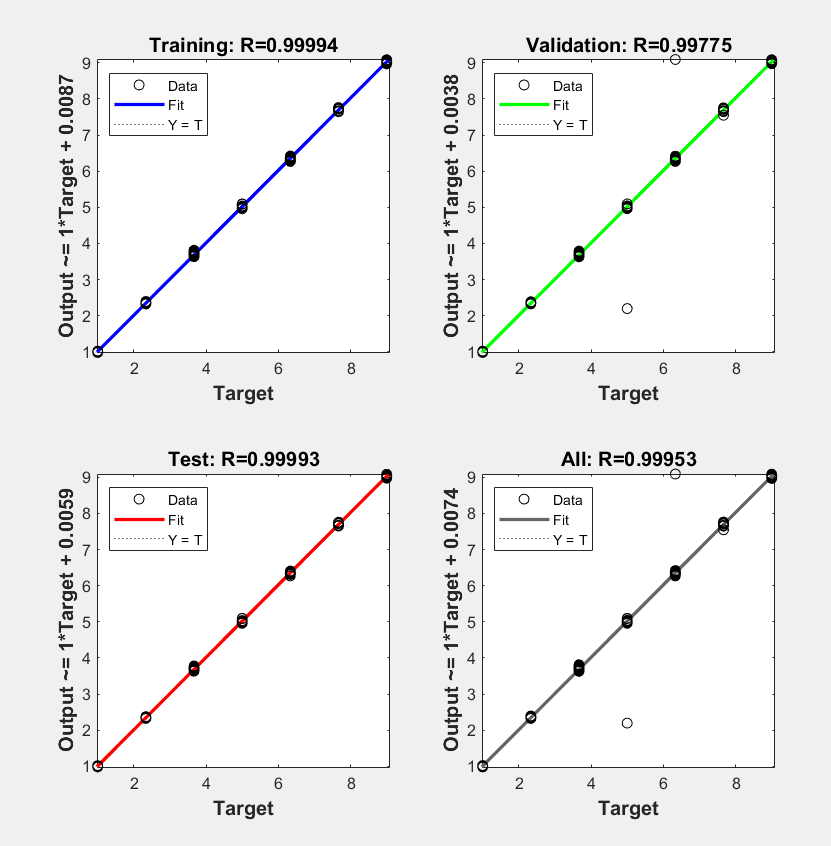 Training: R=0.99994
Output ~= 1*Target + 0.0087
9
8
7
6
5
4
3
2
1
Data
Fit
Y = T
2
4
6
8
Target
Validation: R=0.99775
Output ~= 1*Target + 0.0038
9
8
7
6
5
4
3
2
1
Data
Fit
Y = T
2
4
6
8
Target
Test: R=0.99993
Output ~= 1*Target + 0.0059
9
8
7
6
5
4
3
2
1
Data
Fit
Y = T
2
4
6
8
Target
All: R=0.99953
Output ~= 1*Target + 0.0074
9
8
7
6
5
4
3
2
1
Data
Fit
Y = T
2
4
6
8
Target